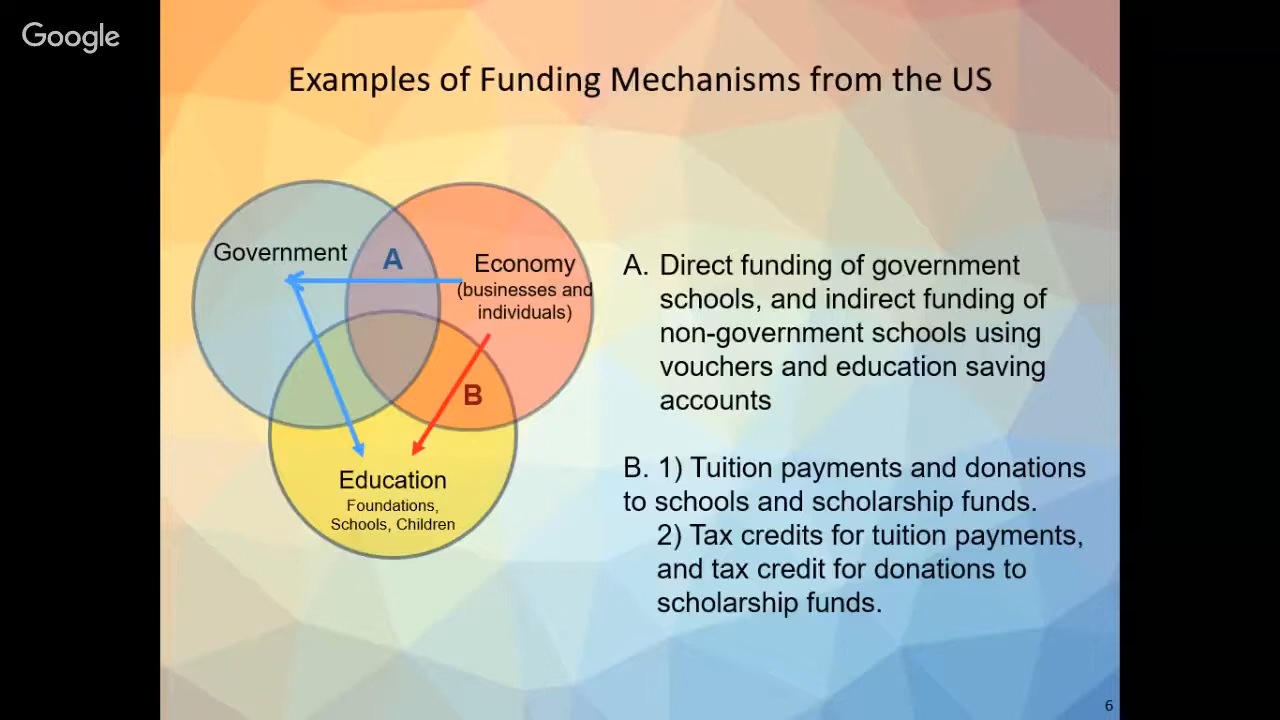 Google
Examples of Funding Mechanisms from the US
Government
A
Economy
(businesses and
individuals)
B
Education
Foundations,
Schools, Children
A. Direct funding of government
schools, and indirect funding of
non-government schools using
vouchers and education saving
accounts
B. 1) Tuition payments and donations
to schools and scholarship funds.
2) Tax credits for tuition payments,
and tax credit for donations to
scholarship funds.
6